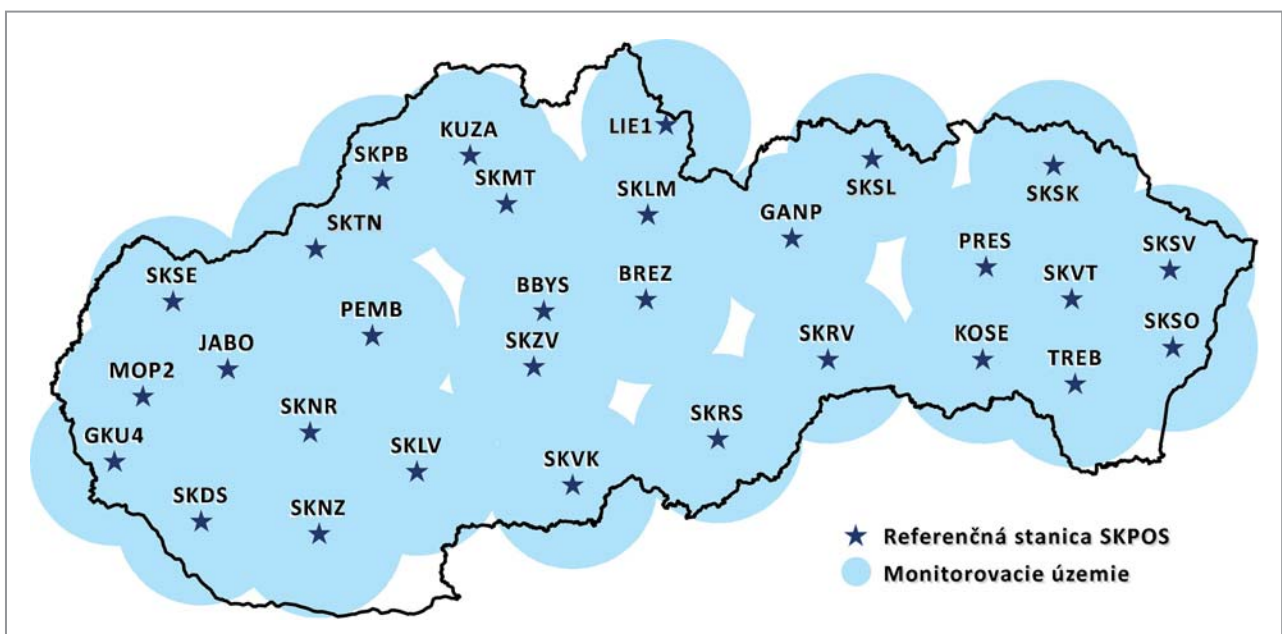 LIE1
KUZA
SKPB
SKMT
SKLM
SKSL
SKSK
GANP
SKTN
PRES
SKSV
SKSE
SKVT
BREZ
BBYS
PEMB
SKSO
JABO
SKZV
SKRV
KOSE
TREB
MOP2
SKNR
SKRS
GKU4
SKLV
SKVK
SKDS
SKNZ
Referenčná stanica SKPOS
Monitorovacie územie